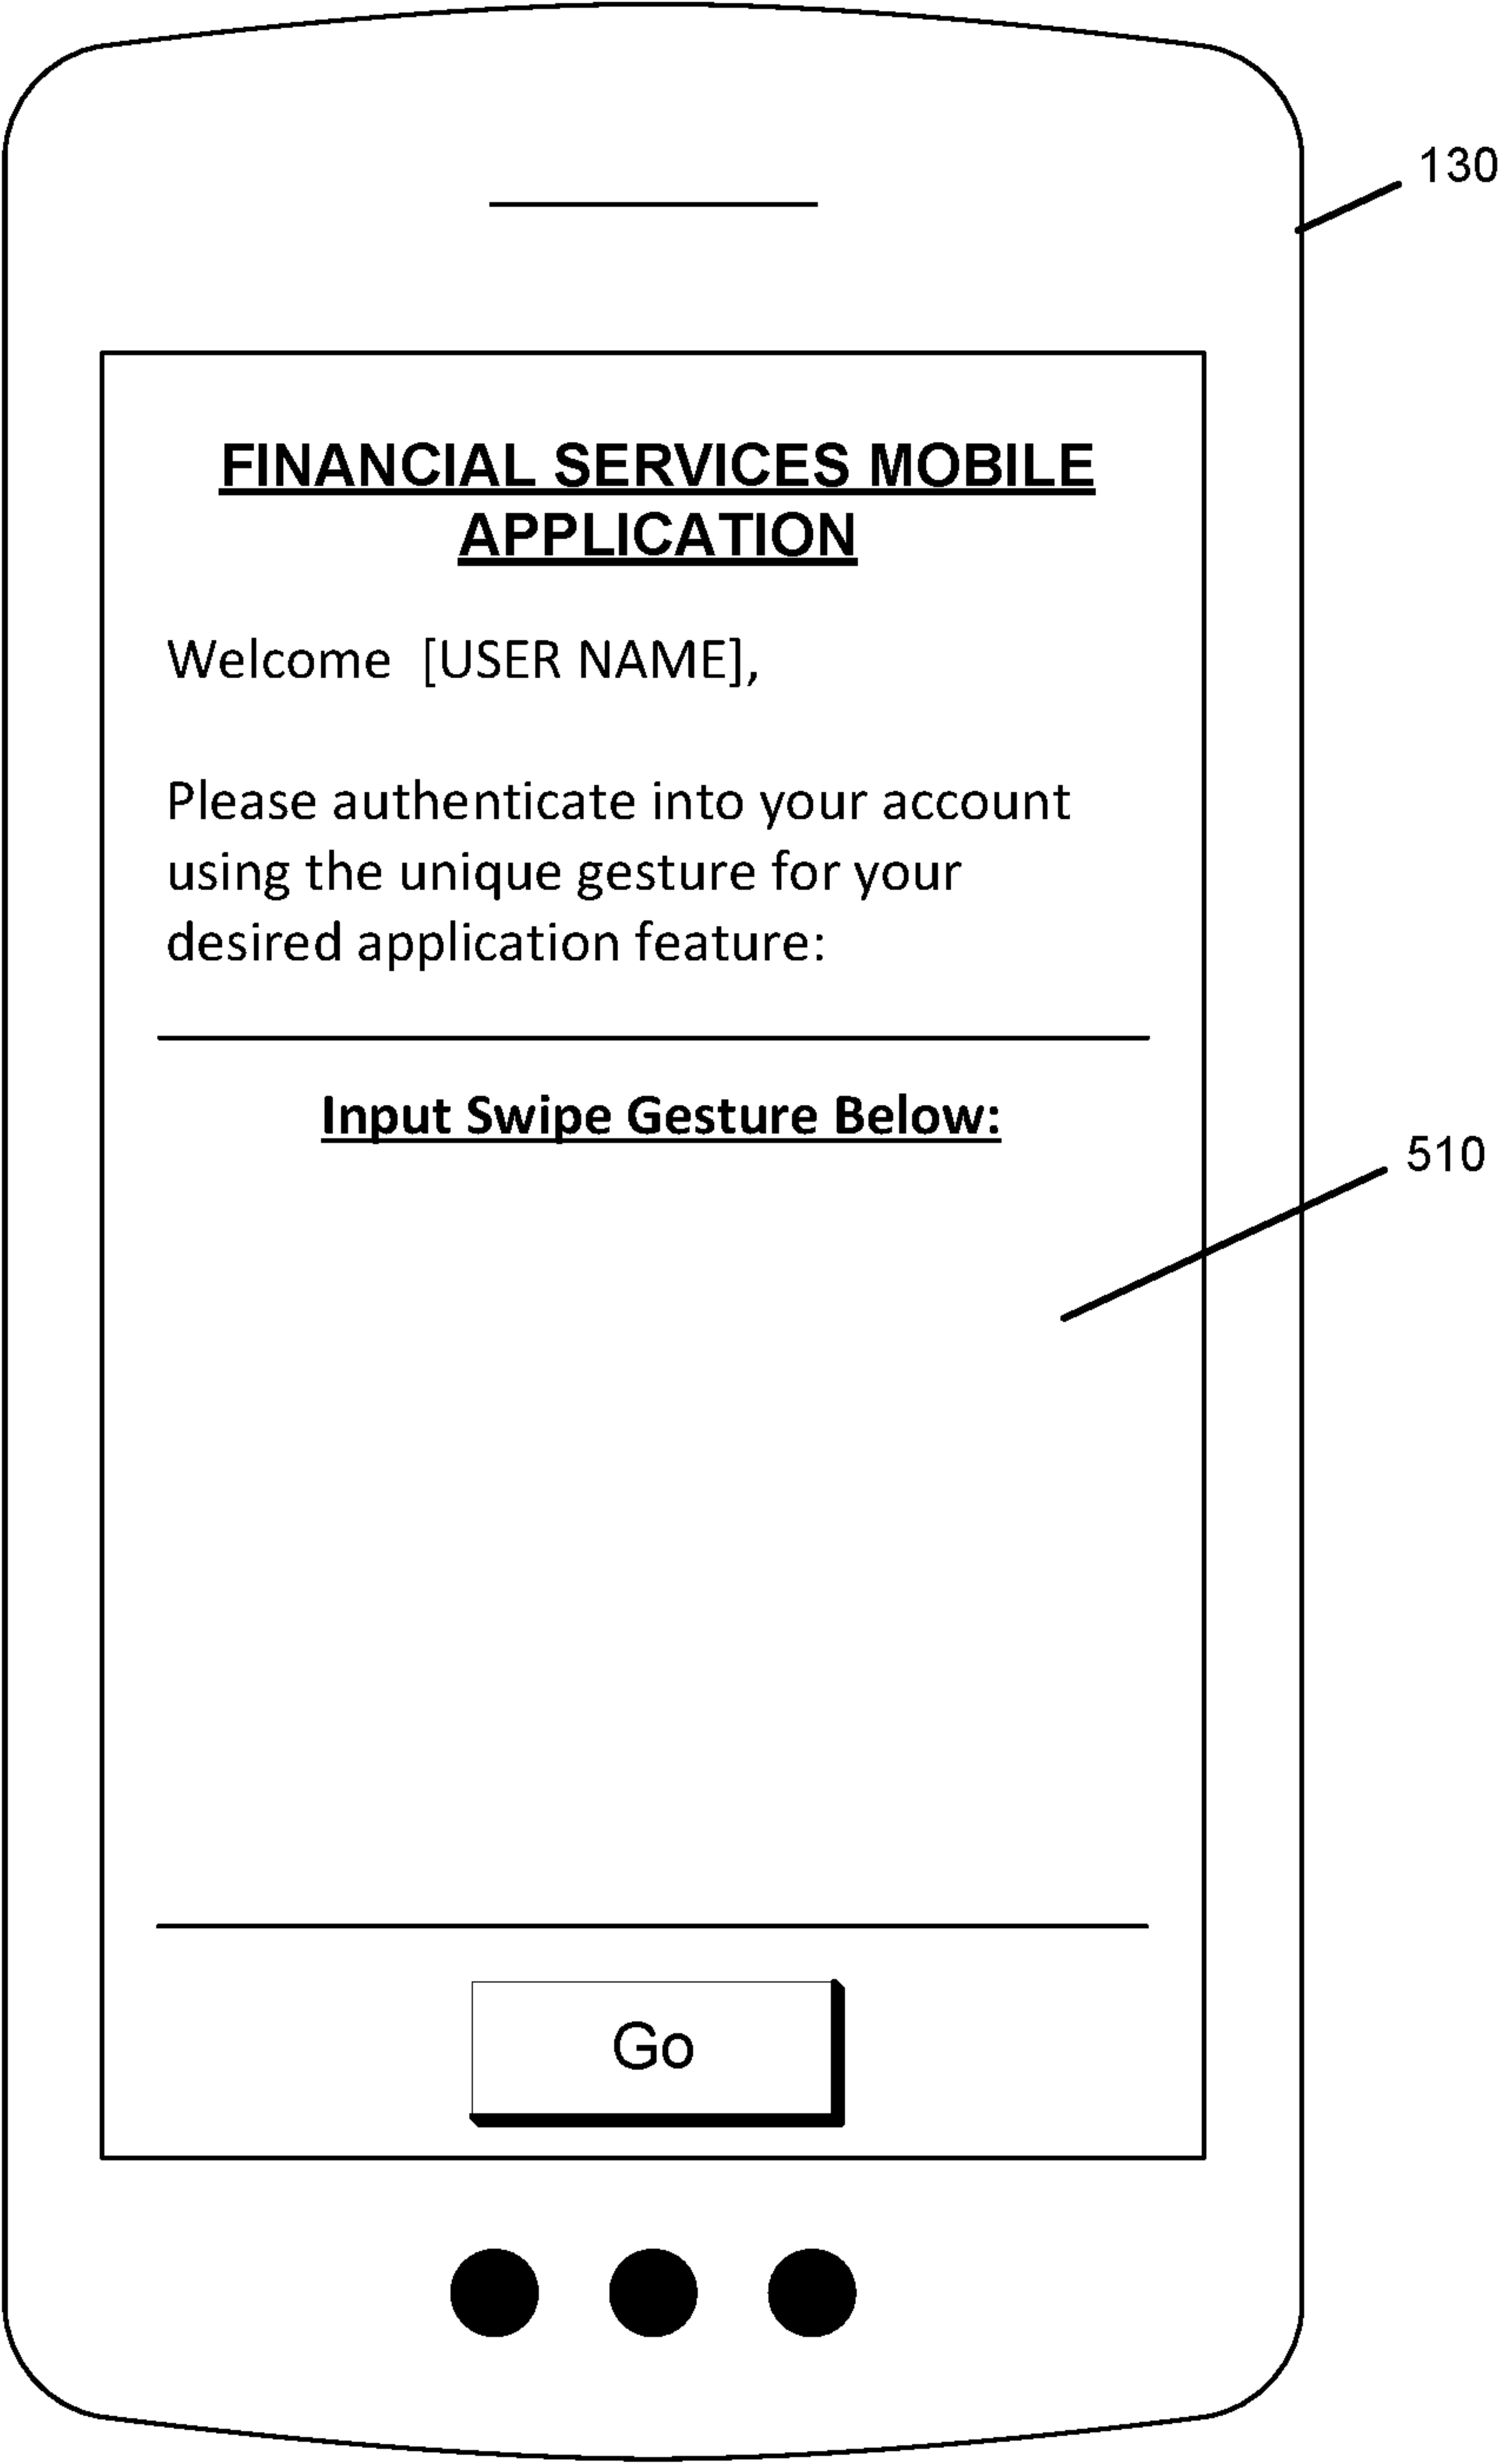 130
FINANCIAL SERVICES MOBILE
APPLICATION
Welcome [USER NAME],
Please authenticate into your account
using the unique gesture for your
desired application feature:
Input Swipe Gesture Below:
510
Go